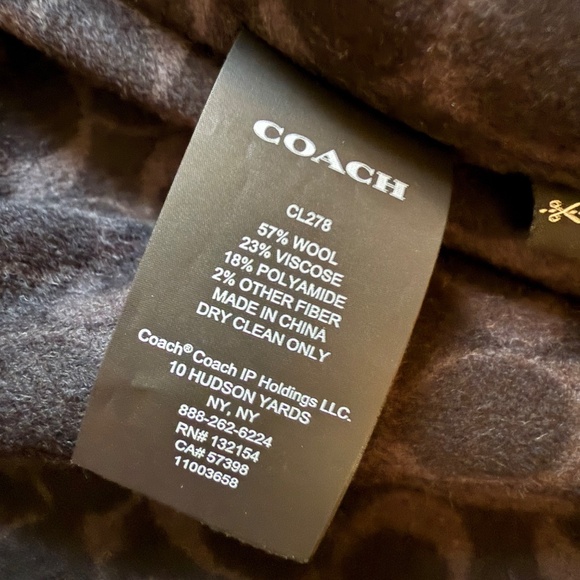 COACH
CL278
57% WOOL
23% VISCOSE
18% POLYAMIDE
2% OTHER FIBER
MADE IN CHINA
DRY CLEAN ONLY
Coach® Coach IP Holdings LLC.
10 HUDSON YARDS
NY, NY
888-262-6224
RN# 132154
CA# 57398
11003658